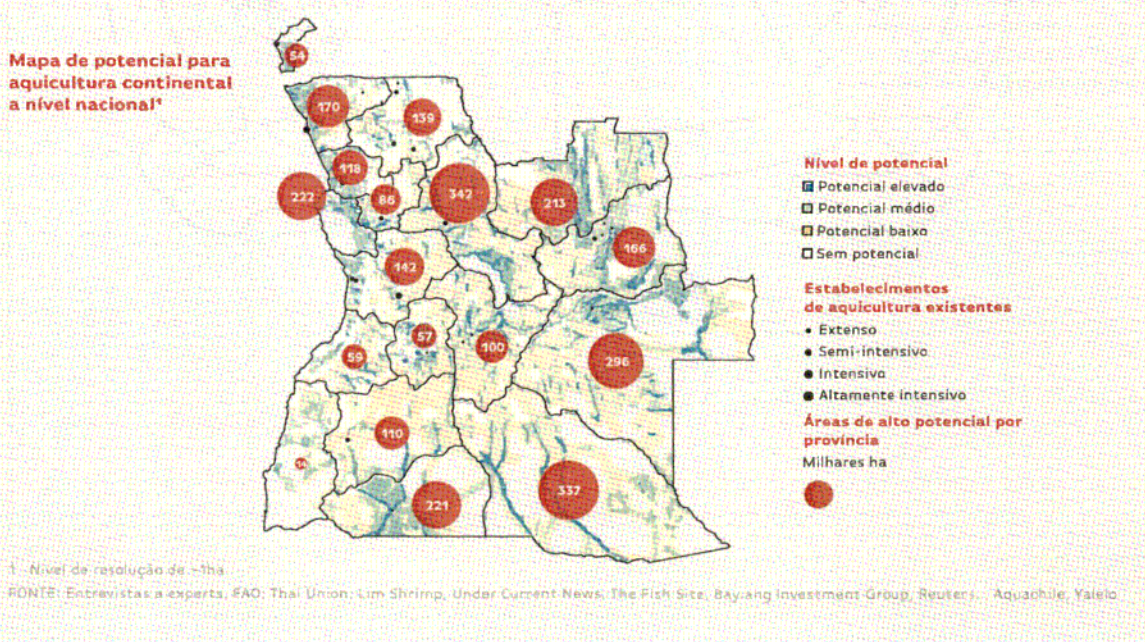 Mapa de potencial para
aquicultura continental
a nível nacional¹
54
170
139
118
342
222
86
213
166
142
57
100
59
296
110
14
337
221
Nível de potencial
Potencial elevado
Potencial médio
Potencial baixo
Sem potencial
Estabelecimentos
de aquicultura existentes
Extenso
Semi-intensivo
Intensivo
Altamente intensivo
Áreas de alto potencial por
província
Milhares ha
1 - Nível de resolução de ~1ha
FONTE: Entrevistas a experts, FAO; Thai Union; Lim Shrimp, Under Current News, The Fish Site, Bayang Investment Group, Reuters... Aquachile, Yalelo